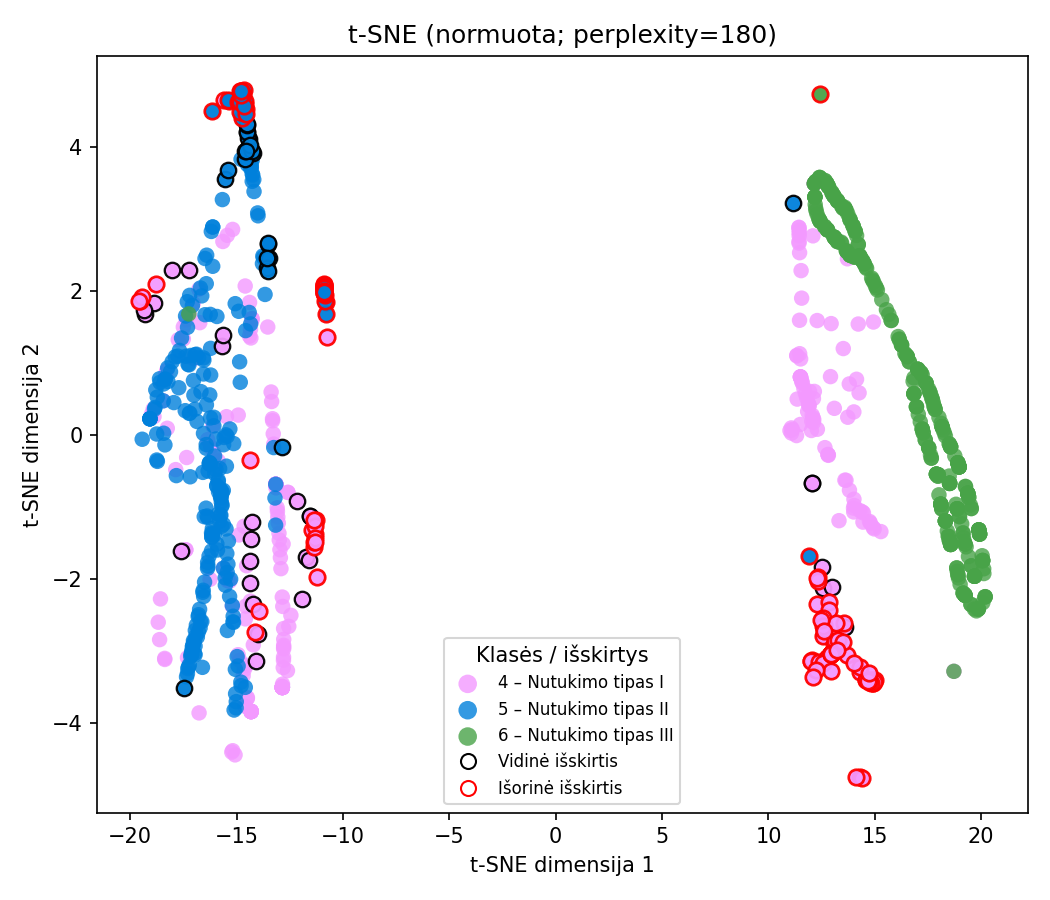 t-SNE (normuota; perplexity=180)
4
2
0
−2
−4
t-SNE dimensija 2
Klasės / išskirtys
4 – Nutukimo tipas I
5 – Nutukimo tipas II
6 – Nutukimo tipas III
Vidinė išskirtis
Išorinė išskirtis
−20 −15 −10 −5 0 5 10 15 20
t-SNE dimensija 1